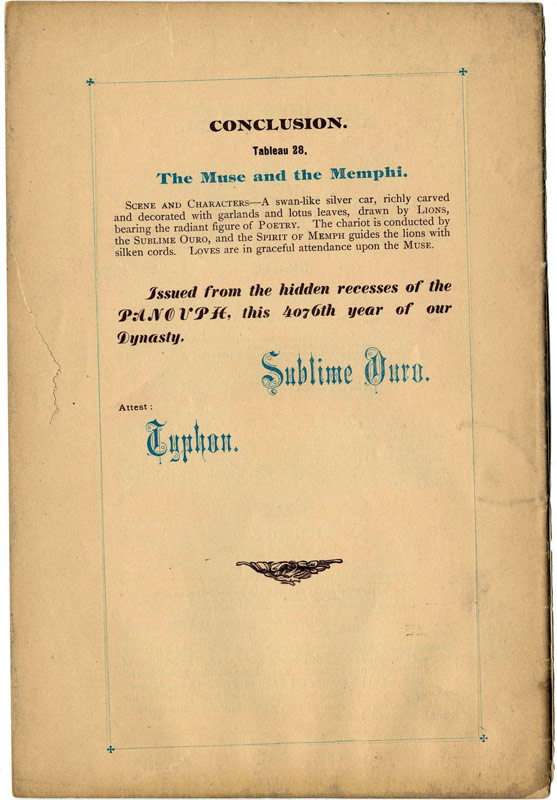 CONCLUSION.
Tableau 28,
The Muse and the Memphi.
SCENE AND CHARACTERS—A swan-like silver car, richly carved
and decorated with garlands and lotus leaves, drawn by LIONS,
bearing the radiant figure of POETRY. The chariot is conducted by
the SUBLIME OURO, and the SPIRIT OF MEMPH guides the lions with
silken cords. LOVES are in graceful attendance upon the MUSE.
Issued from the hidden recesses of the
PANOVPH, this 4076th year of our
Dynasty.
Sublime Ouro.
Attest:
Typhon.